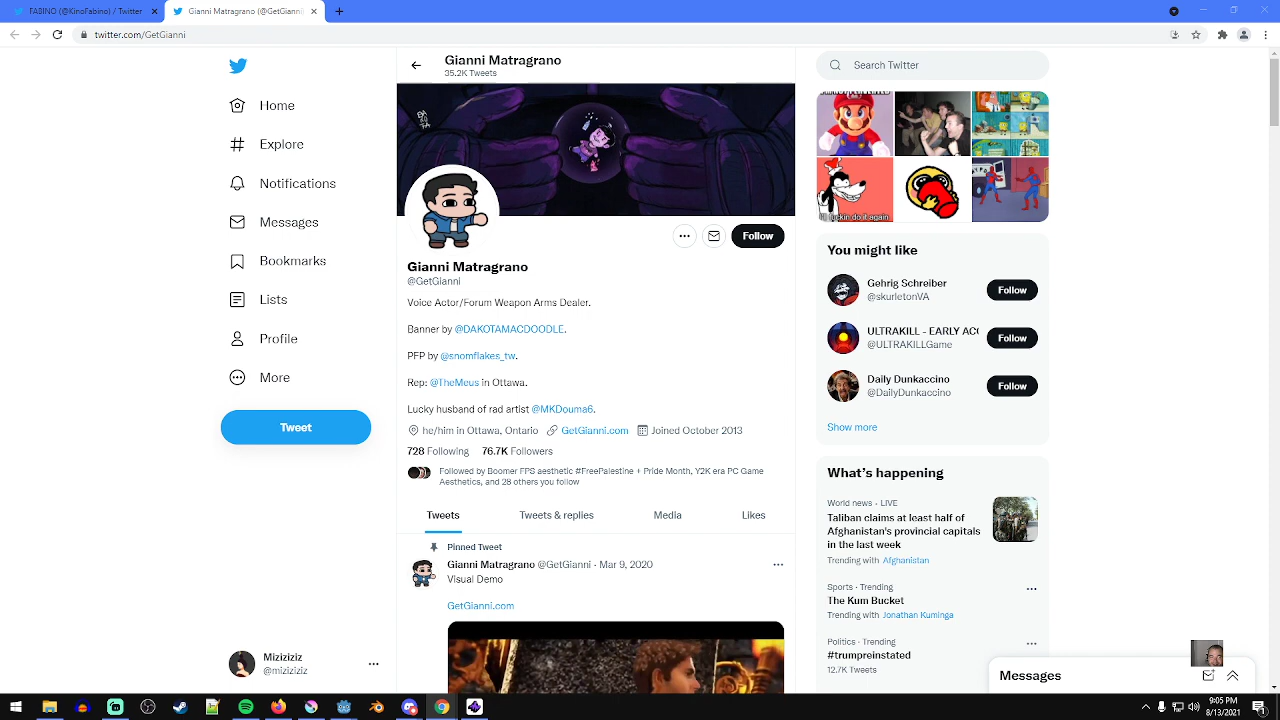 FABINO (@KinoFabino) / Twitter
Gianni Matragrano (@GetGianni
twitter.com/GetGianni
Gianni Matragrano
35.2K Tweets
Search Twitter
Home
Explore
Notifications
Messages
Bookmarks
Lists
Profile
More
Tweet
Follow
Gianni Matragrano
@GetGianni
Voice Actor/Forum Weapon Arms Dealer.
Banner by @DAKOTAMACDOODLE.
PFP by @snomflakes_tw.
Rep: @TheMeus in Ottawa.
Lucky husband of rad artist @MKDouma6.
he/him in Ottawa, Ontario GetGianni.com Joined October 2013
728 Following 76.7K Followers
Followed by Boomer FPS aesthetic #FreePalestine + Pride Month, Y2K era PC Game
Aesthetics, and 28 others you follow
Tweets Tweets & replies Media Likes
Pinned Tweet
Gianni Matragrano @GetGianni · Mar 9, 2020
Visual Demo
GetGianni.com
fuckin do it again
You might like
Gehrig Schreiber
@skurletonVA
Follow
ULTRAKILL - EARLY ACC
@ULTRAKILLGame
Follow
Daily Dunkaccino
@DailyDunkaccino
Follow
Show more
What's happening
World news · LIVE
Taliban claims at least half of
Afghanistan's provincial capitals
in the last week
Trending with Afghanistan
Sports · Trending
The Kum Bucket
Trending with Jonathan Kuminga
Politics · Trending
#trumpreinstated
12.7K Tweets
Messages
Miziziziz
@miziziziz
9:05 PM
8/13/2021